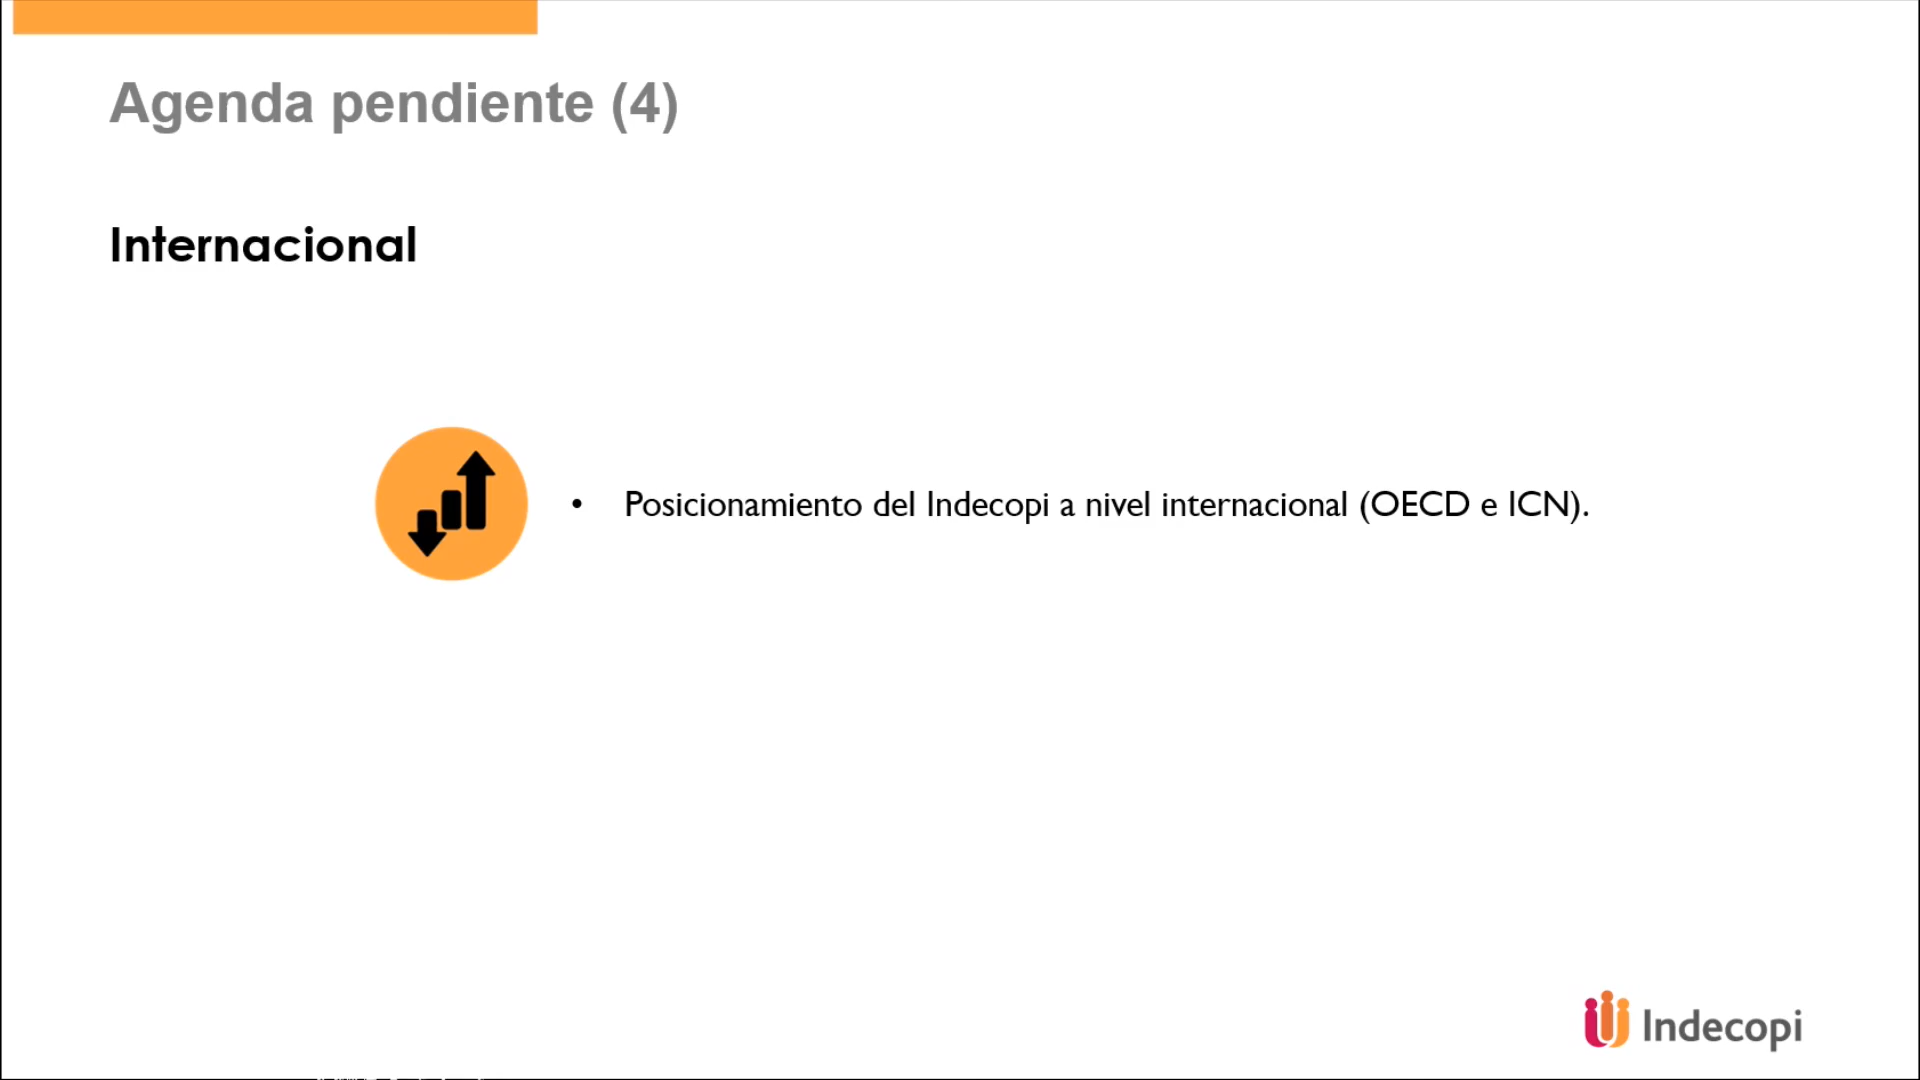 Agenda pendiente (4)
Internacional
• Posicionamiento del Indecopi a nivel internacional (OECD e ICN).
Indecopi